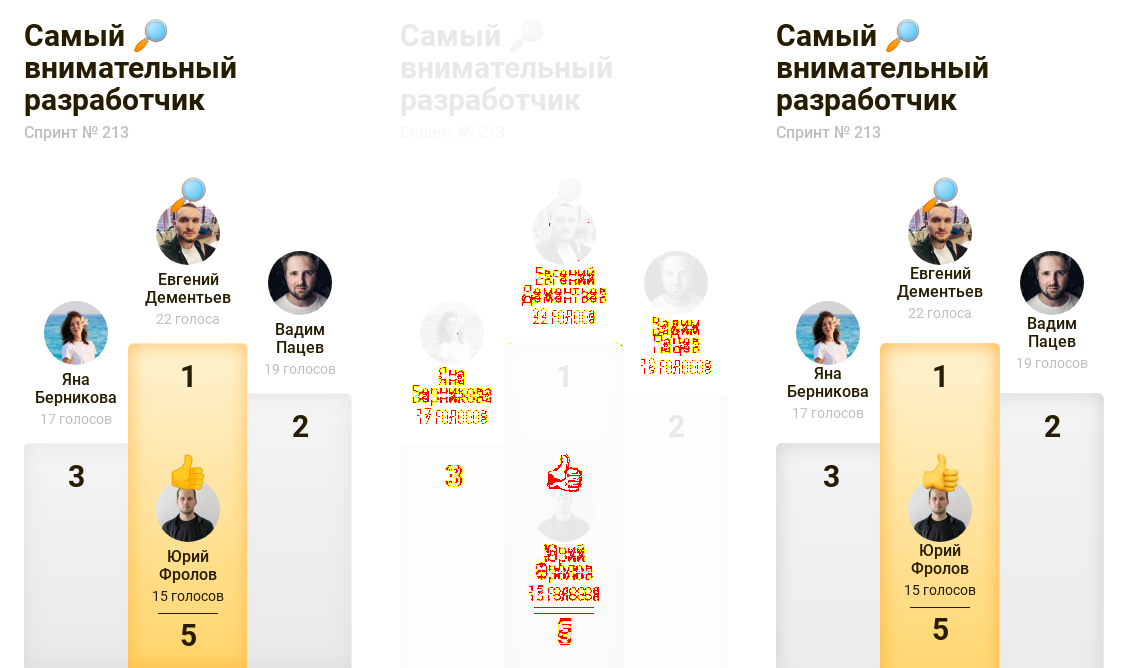 Самый 🔎
внимательный
разработчик
Спринт № 213
Евгений
Дементьев
22 голоса
Вадим
Пацев
19 голосов
Яна
Берникова
17 голосов
1
2
3
Юрий
Фролов
15 голосов
5
Самый
внимательный
разработчик
Спринт № 213
Евгений
Дементьев
22 голоса
Вадим
Пацев
19 голосов
Яна
Берникова
17 голосов
1
2
3
Юрий
Фролов
15 голосов
5
Самый 🔎
внимательный
разработчик
Спринт № 213
Евгений
Дементьев
22 голоса
Вадим
Пацев
19 голосов
Яна
Берникова
17 голосов
1
2
3
Юрий
Фролов
15 голосов
5